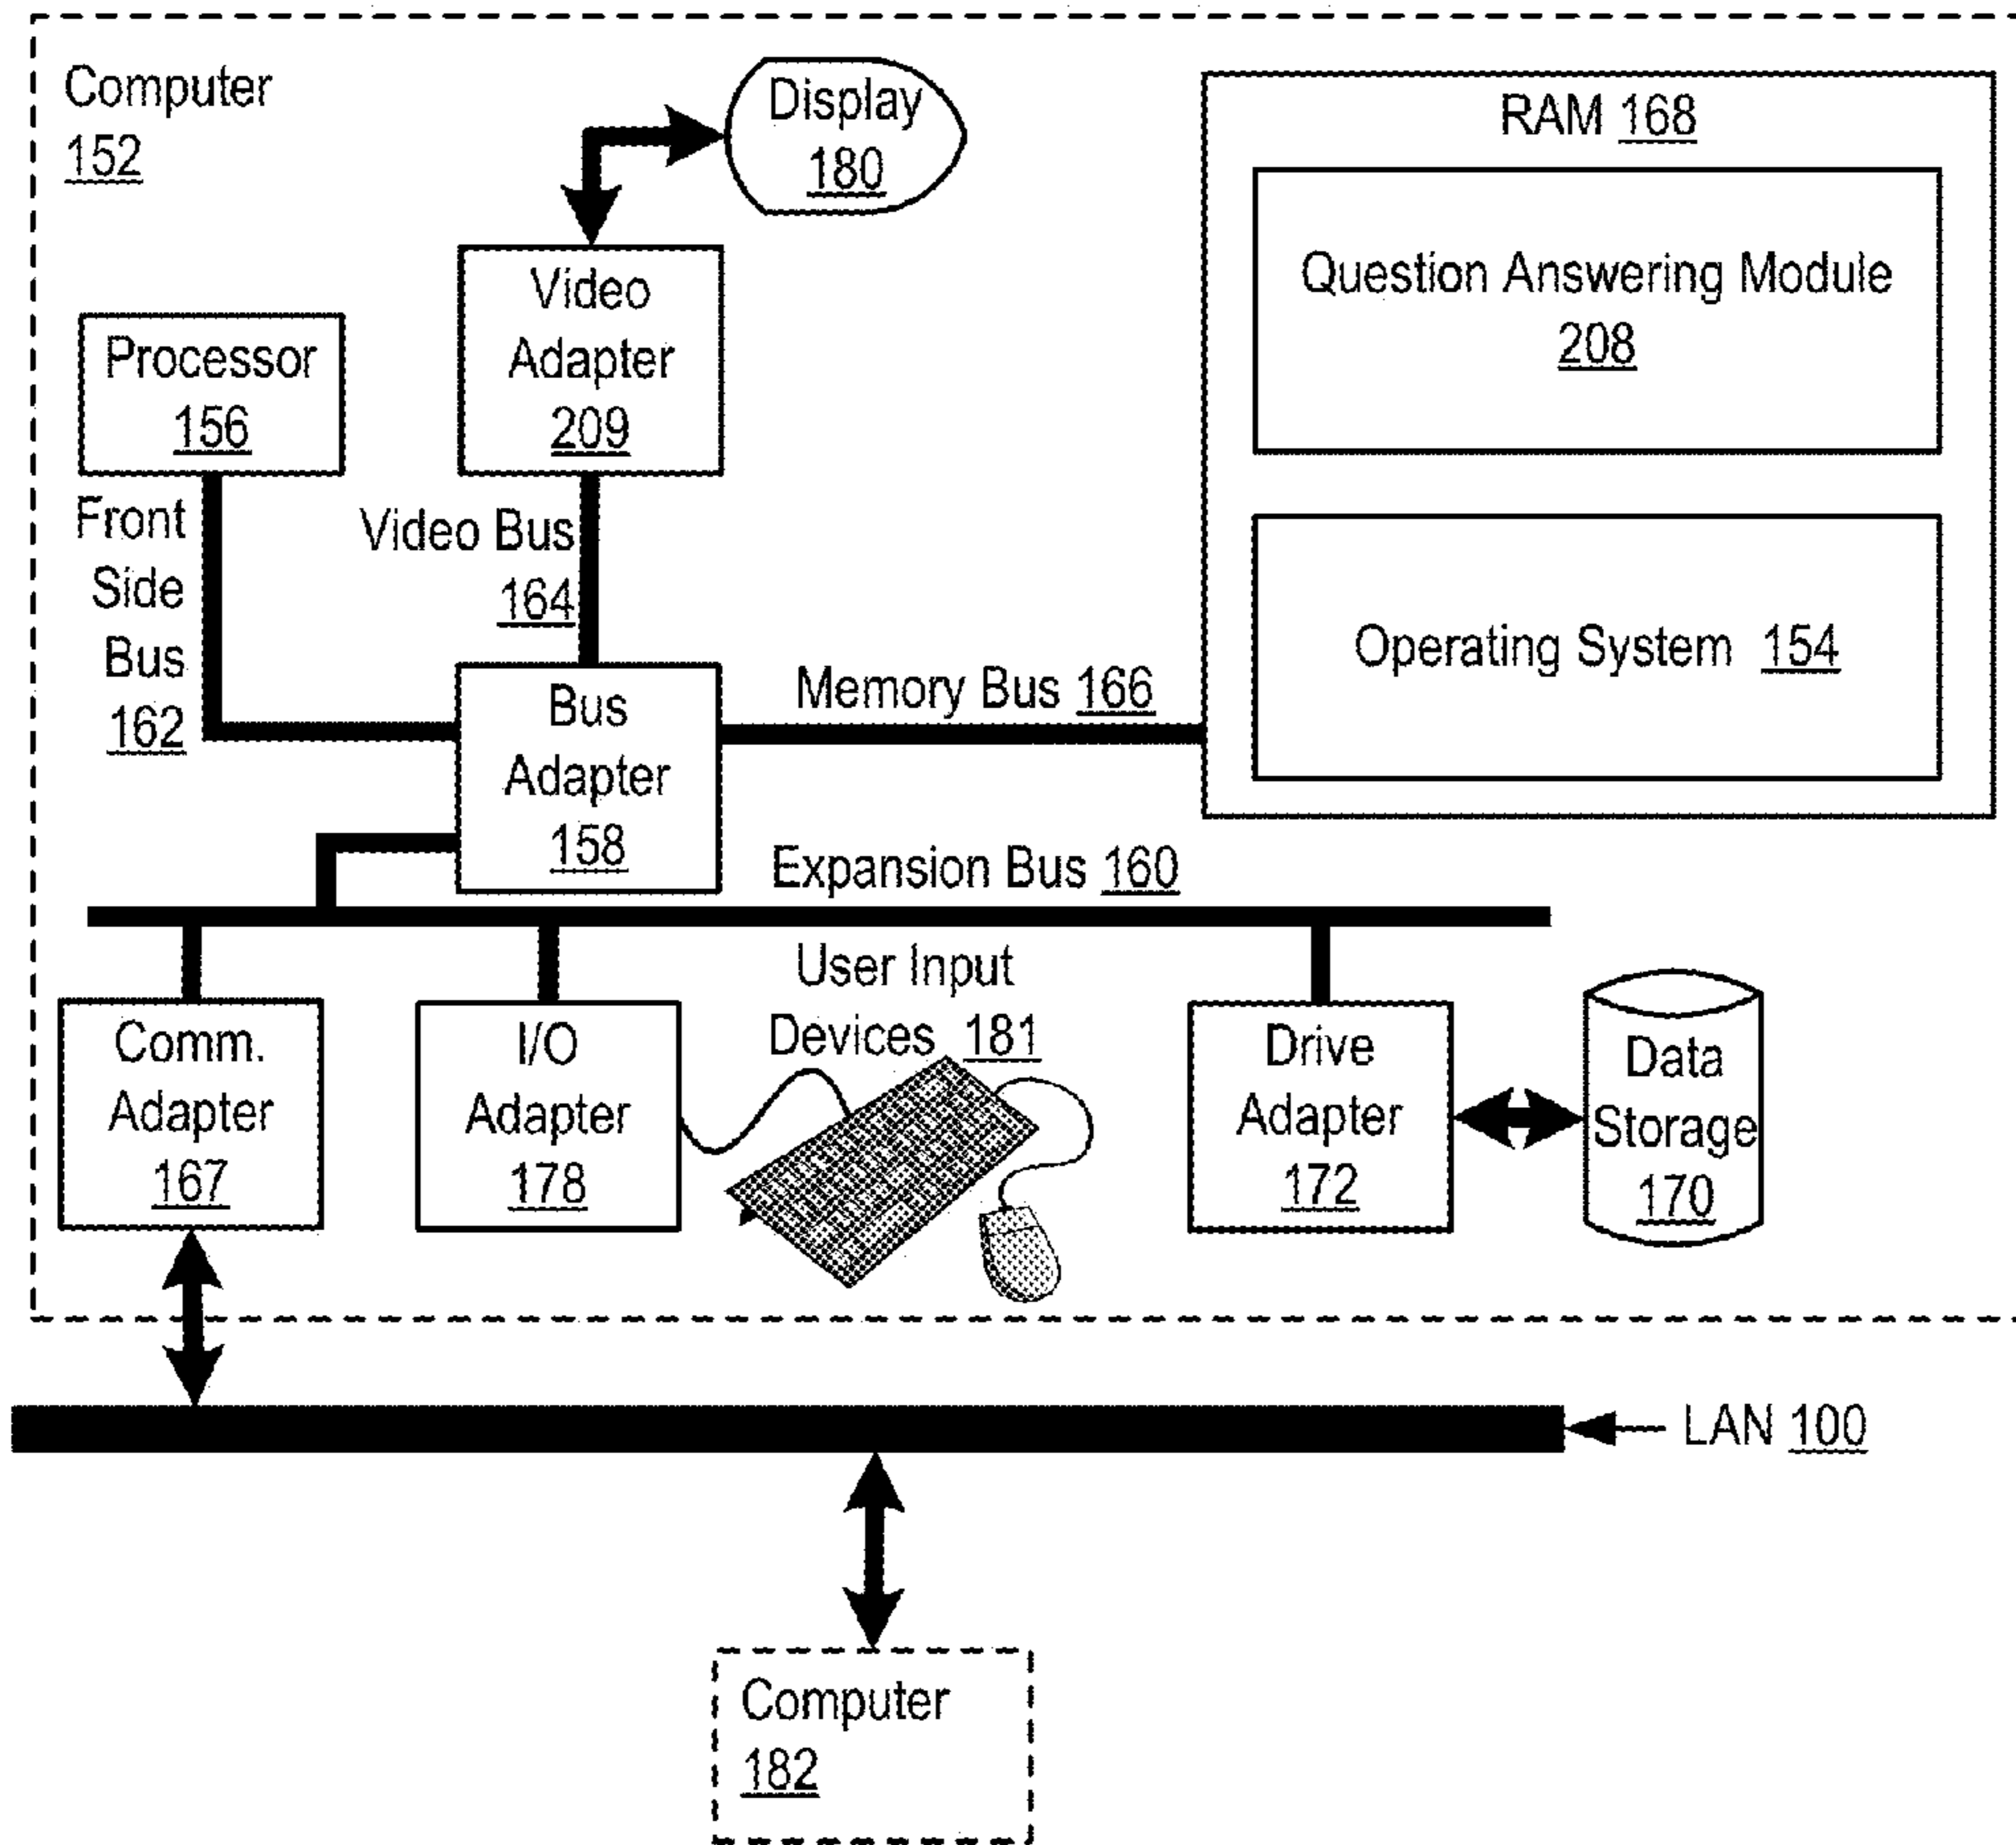 Computer
152
Display
180
RAM 168
Question Answering Module
208
Operating System 154
Video
Adapter
209
Processor
156
Front
Side
Bus
162
Video Bus
164
Bus
Adapter
158
Memory Bus 166
Expansion Bus 160
Comm.
Adapter
167
I/O
Adapter
178
User Input
Devices 181
Drive
Adapter
172
Data
Storage
170
LAN 100
Computer
182